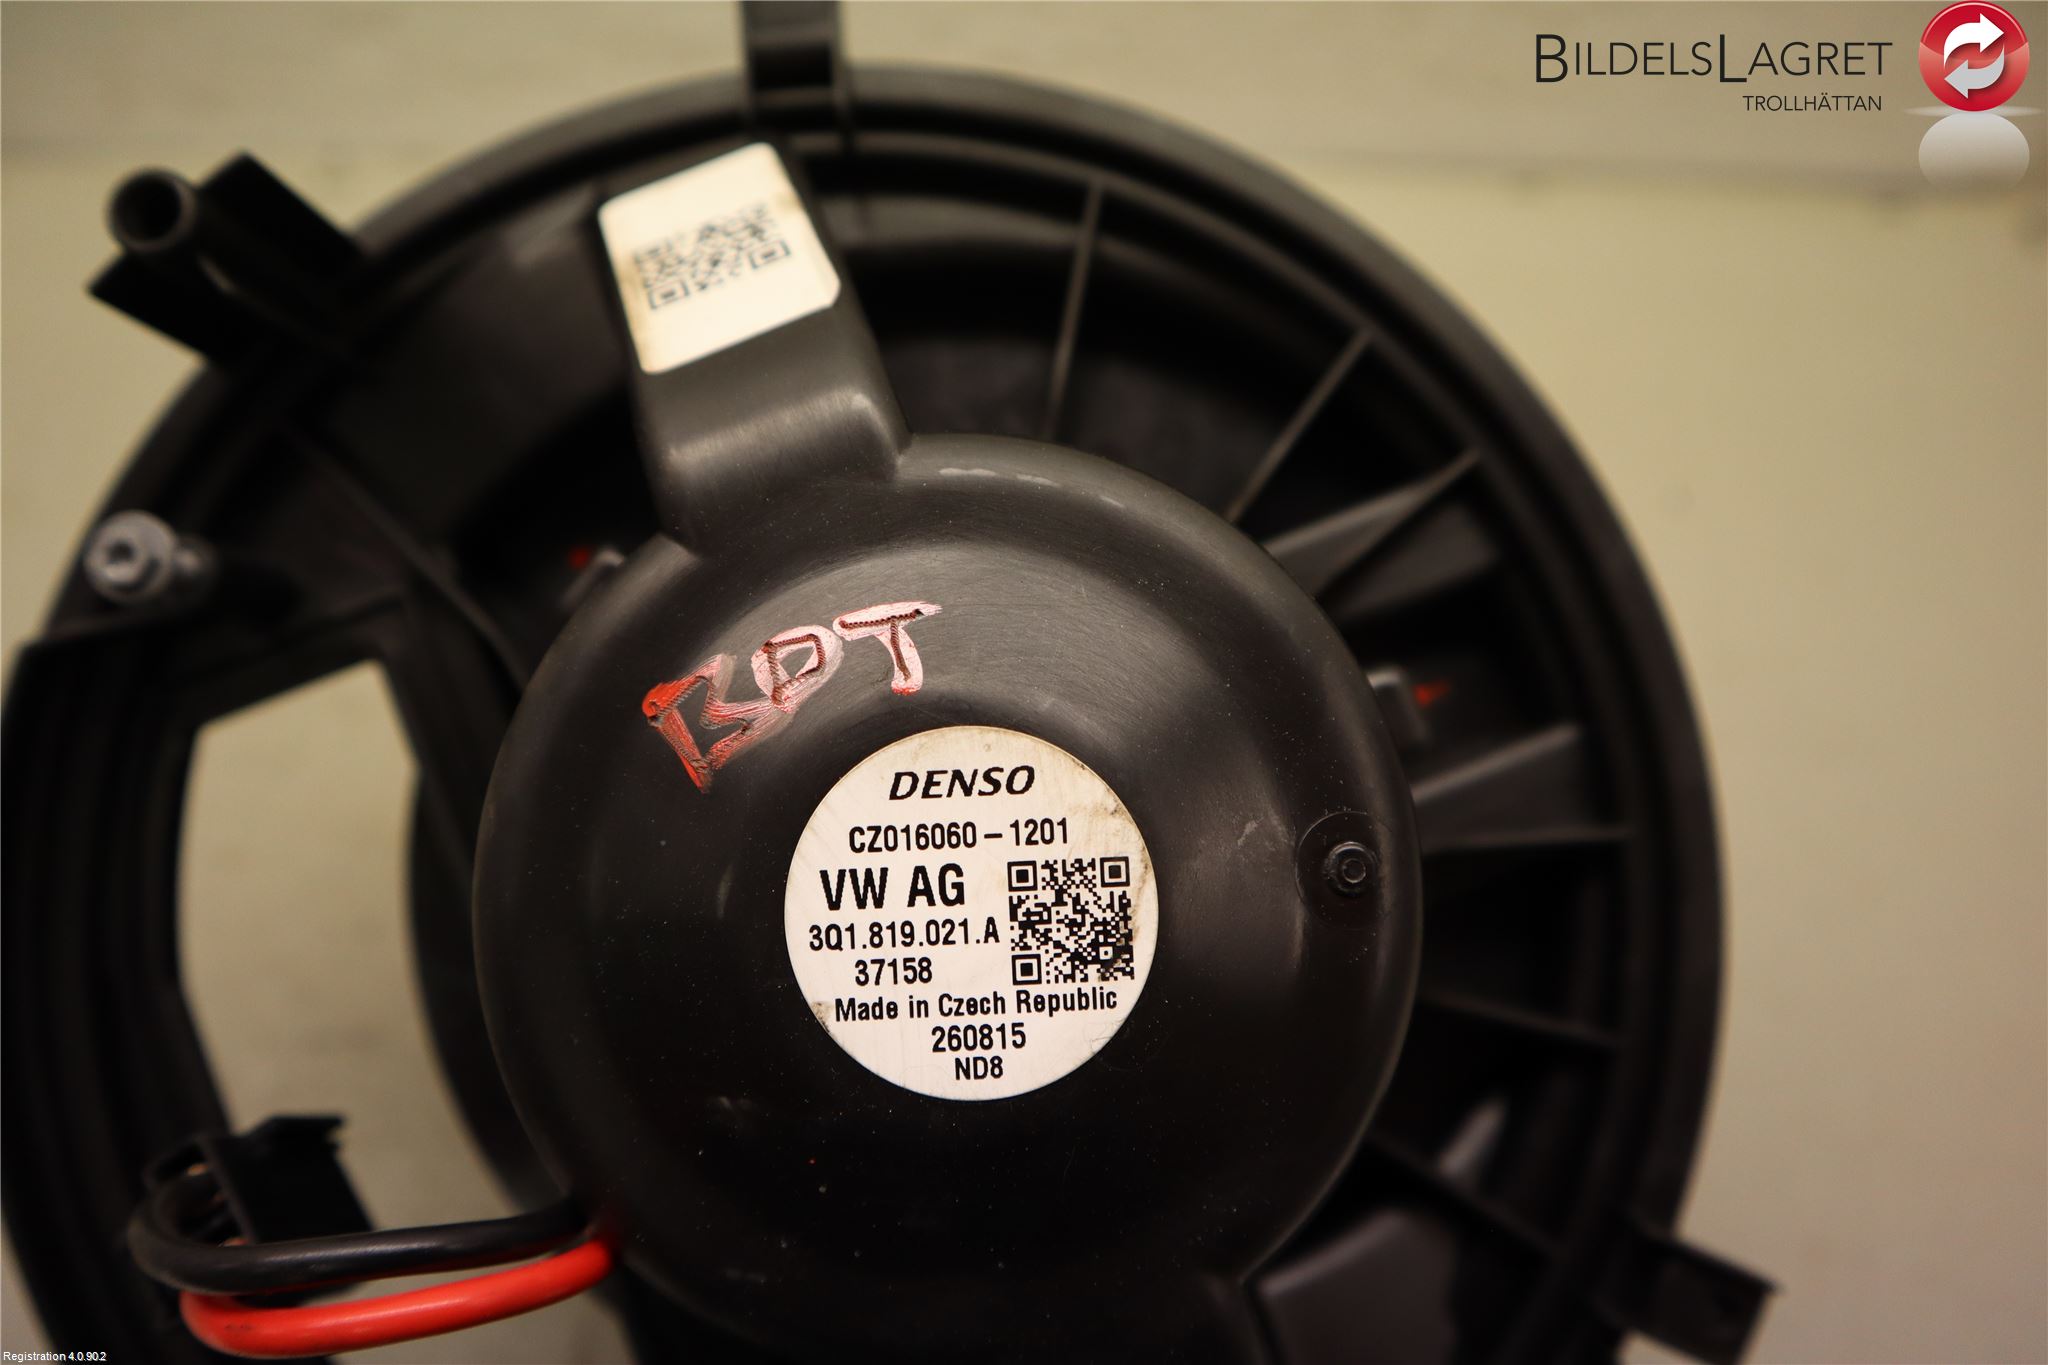 BILDELSLAGRET
TROLLHÄTTAN
BDT
DENSO
CZ016060-1201
VW AG
3Q1.819.021.A
37158
Made in Czech Republic
260815
ND8
Registration 4.0.90.2